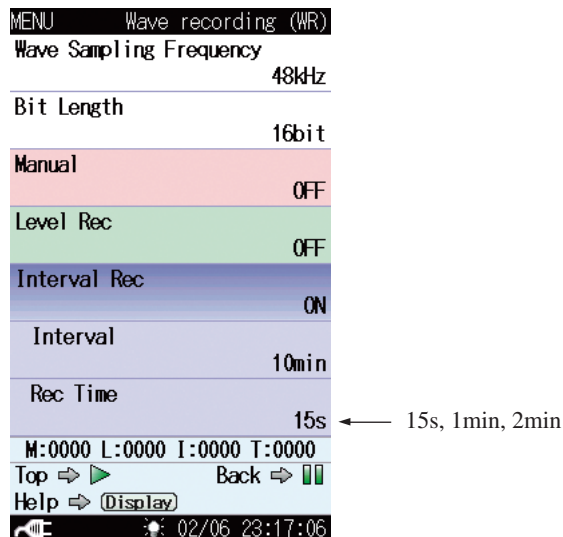 MENU Wave recording (WR)
Wave Sampling Frequency
48kHz
Bit Length
16bit
Manual
OFF
Level Rec
OFF
Interval Rec
ON
Interval
10min
Rec Time
15s
15s, 1min, 2min
M:0000 L:0000 I:0000 T:0000
Top Back
Help Display
02/06 23:17:06